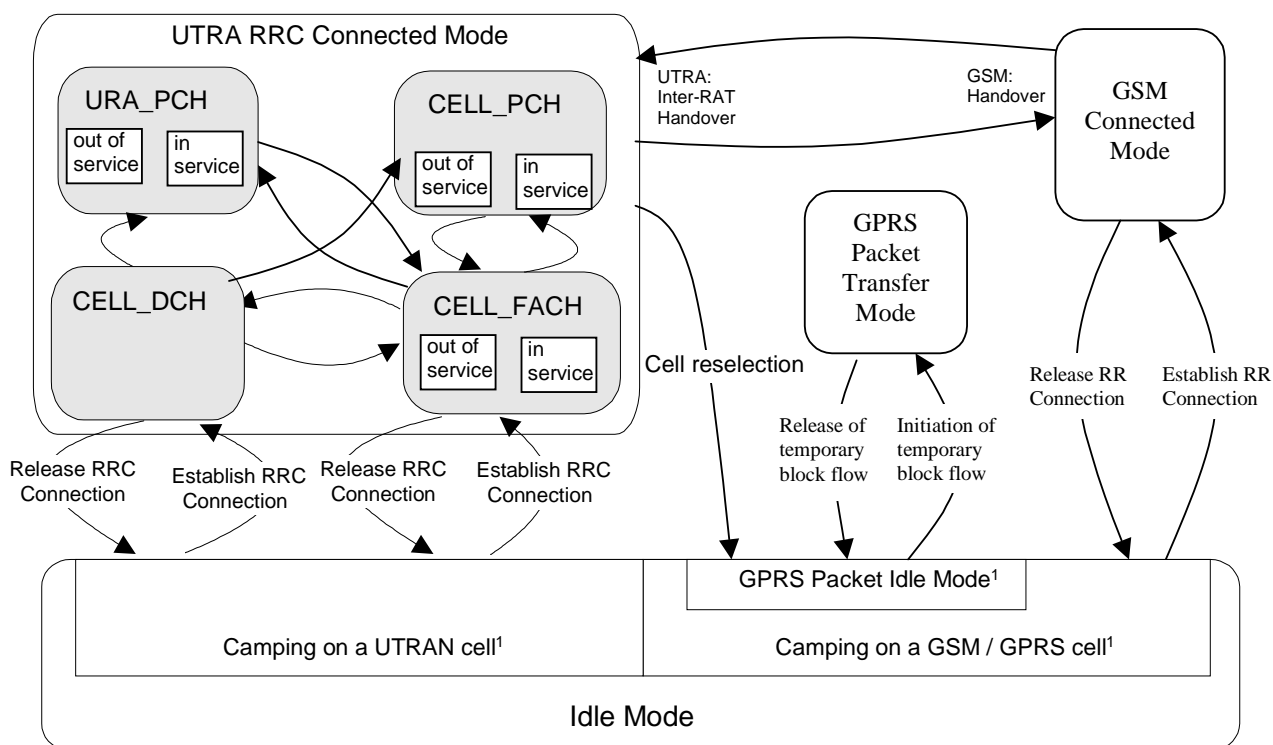 UTRA RRC Connected Mode
URA_PCH
out of
service
in
service
CELL_PCH
out of
service
in
service
CELL_DCH
CELL_FACH
out of
service
in
service
UTRA:
Inter-RAT
Handover
GSM:
Handover
GSM
Connected
Mode
GPRS
Packet
Transfer
Mode
Cell reselection
Release RRC
Connection
Establish RRC
Connection
Release RRC
Connection
Establish RRC
Connection
Release of
temporary
block flow
Initiation of
temporary
block flow
Release RR
Connection
Establish RR
Connection
GPRS Packet Idle Mode¹
Camping on a UTRAN cell¹
Camping on a GSM / GPRS cell¹
Idle Mode